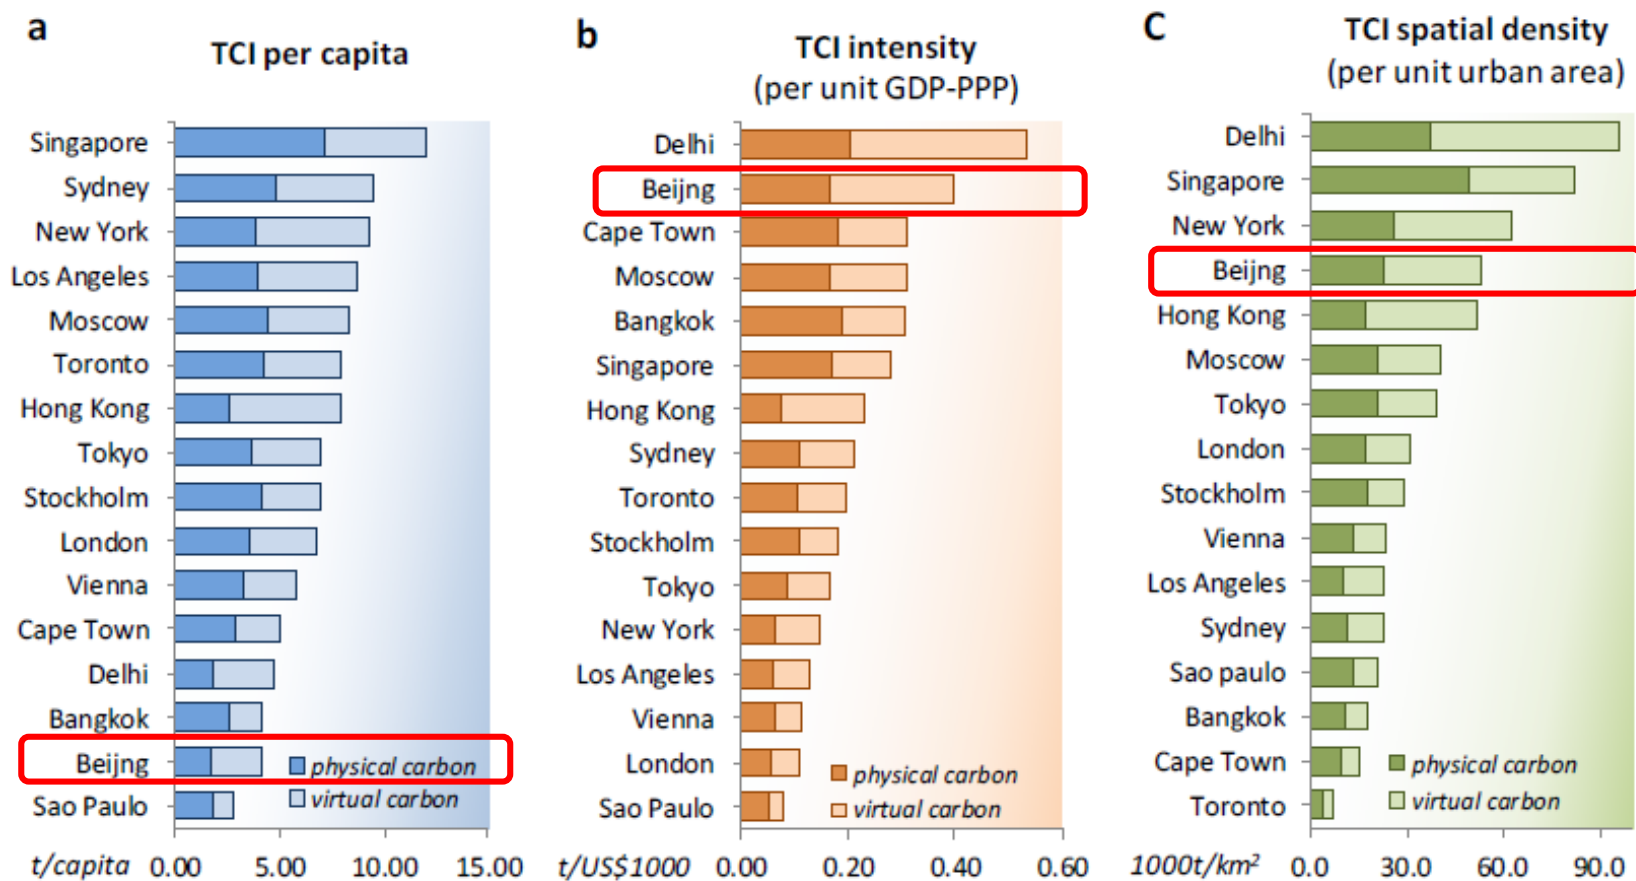 a
TCI per capita
Singapore
Sydney
New York
Los Angeles
Moscow
Toronto
Hong Kong
Tokyo
Stockholm
London
Vienna
Cape Town
Delhi
Bangkok
Beijng
Sao Paulo
physical carbon
virtual carbon
t/capita 0.00 5.00 10.00 15.00
b
TCI intensity
(per unit GDP-PPP)
Delhi
Beijng
Cape Town
Moscow
Bangkok
Singapore
Hong Kong
Sydney
Toronto
Stockholm
Tokyo
New York
Los Angeles
Vienna
London
Sao Paulo
physical carbon
virtual carbon
t/US$1000 0.00 0.20 0.40 0.60
C
TCI spatial density
(per unit urban area)
Delhi
Singapore
New York
Beijng
Hong Kong
Moscow
Tokyo
London
Stockholm
Vienna
Los Angeles
Sydney
Sao paulo
Bangkok
Cape Town
Toronto
physical carbon
virtual carbon
1000t/km² 0.0 30.0 60.0 90.0